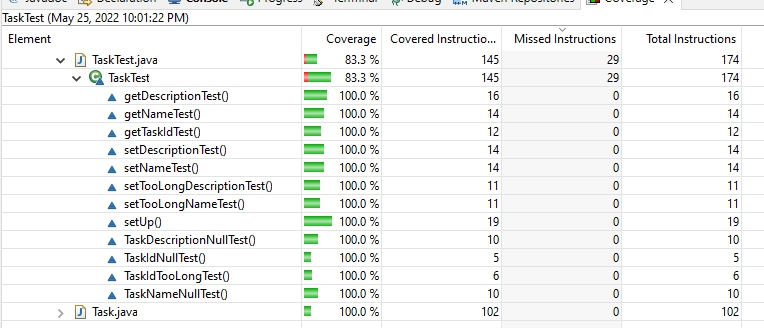 Javadoc Declaration Console Progress Terminal Debug Maven Repositories Coverage
TaskTest (May 25, 2022 10:01:22 PM)
Element Coverage Covered Instructio... Missed Instructions Total Instructions
TaskTest.java 83.3 % 145 29 174
TaskTest 83.3 % 145 29 174
getDescriptionTest() 100.0 % 16 0 16
getNameTest() 100.0 % 14 0 14
getTaskIdTest() 100.0 % 12 0 12
setDescriptionTest() 100.0 % 14 0 14
setNameTest() 100.0 % 14 0 14
setTooLongDescriptionTest() 100.0 % 11 0 11
setTooLongNameTest() 100.0 % 11 0 11
setUp() 100.0 % 19 0 19
TaskDescriptionNullTest() 100.0 % 10 0 10
TaskIdNullTest() 100.0 % 5 0 5
TaskIdTooLongTest() 100.0 % 6 0 6
TaskNameNullTest() 100.0 % 10 0 10
Task.java 100.0 % 102 0 102